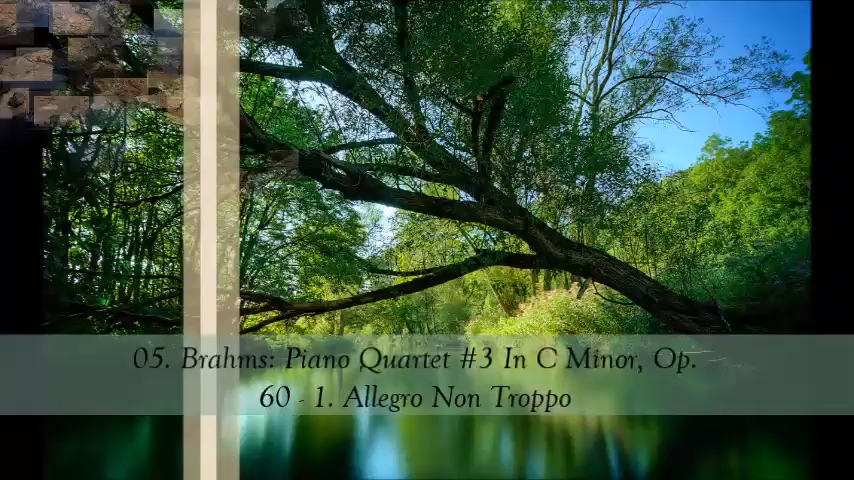 05. Brahms: Piano Quartet #3 In C Minor, Op.
60 - 1. Allegro Non Troppo